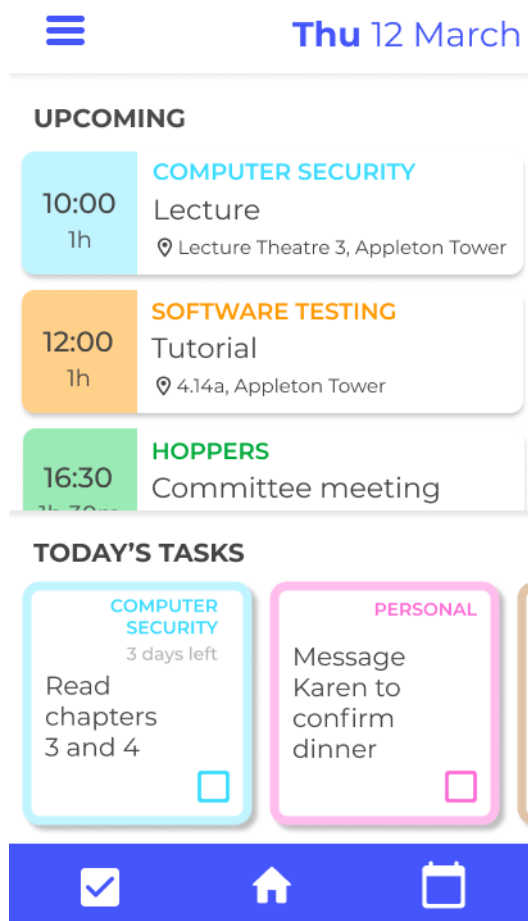 Thu 12 March
UPCOMING
10:00
1h
COMPUTER SECURITY
Lecture
Lecture Theatre 3, Appleton Tower
12:00
1h
SOFTWARE TESTING
Tutorial
4.14a, Appleton Tower
16:30
1h 30m
HOPPERS
Committee meeting
TODAY'S TASKS
COMPUTER
SECURITY
3 days left
Read
chapters
3 and 4
PERSONAL
Message
Karen to
confirm
dinner